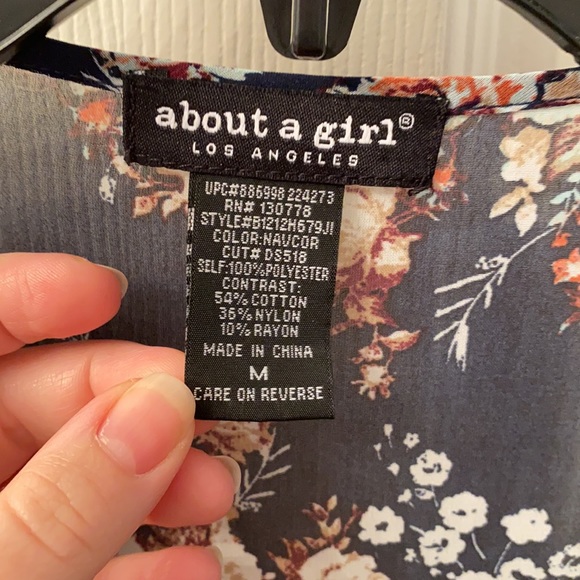 about a girl®
LOS ANGELES
UPC#886998 224273
RN# 130778
STYLE#B1212H679JI
COLOR:NAVCOR
CUT# DS518
SELF:100%POLYESTER
CONTRAST:
54% COTTON
36% NYLON
10% RAYON
MADE IN CHINA
M
CARE ON REVERSE